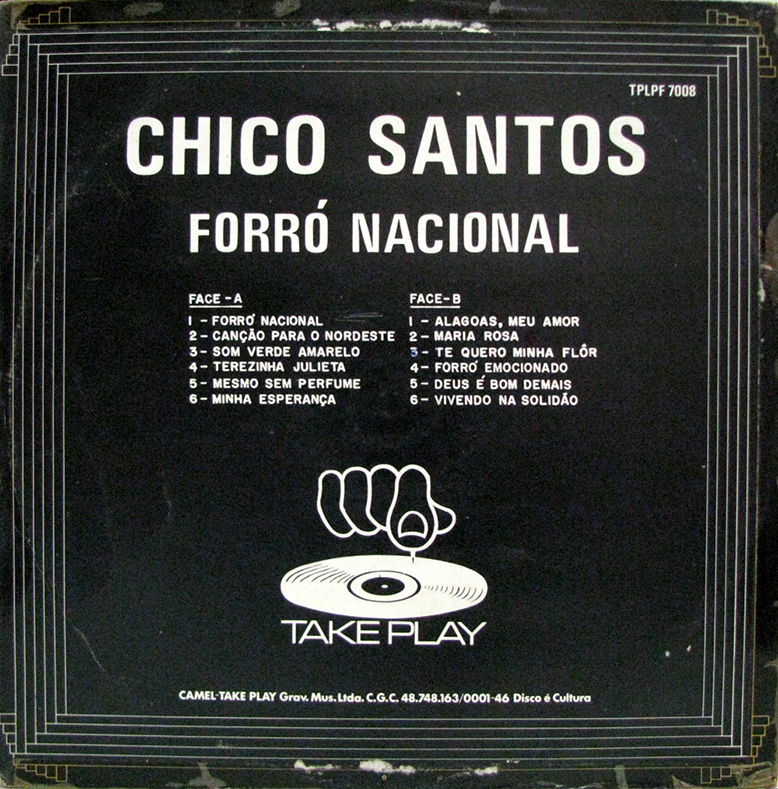 TPLPF 7008
CHICO SANTOS
FORRÓ NACIONAL
FACE - A
1 - FORRÓ NACIONAL
2 - CANÇÃO PARA O NORDESTE
3 - SOM VERDE AMARELO
4 - TEREZINHA JULIETA
5 - MESMO SEM PERFUME
6 - MINHA ESPERANÇA
FACE - B
1 - ALAGOAS, MEU AMOR
2 - MARIA ROSA
3 - TE QUERO MINHA FLÔR
4 - FORRÓ EMOCIONADO
5 - DEUS É BOM DEMAIS
6 - VIVENDO NA SOLIDÃO
TAKE PLAY
CAMEL-TAKE PLAY Grav. Mus. Ltda. C.G.C. 48.748.163/0001-46 Disco é Cultura